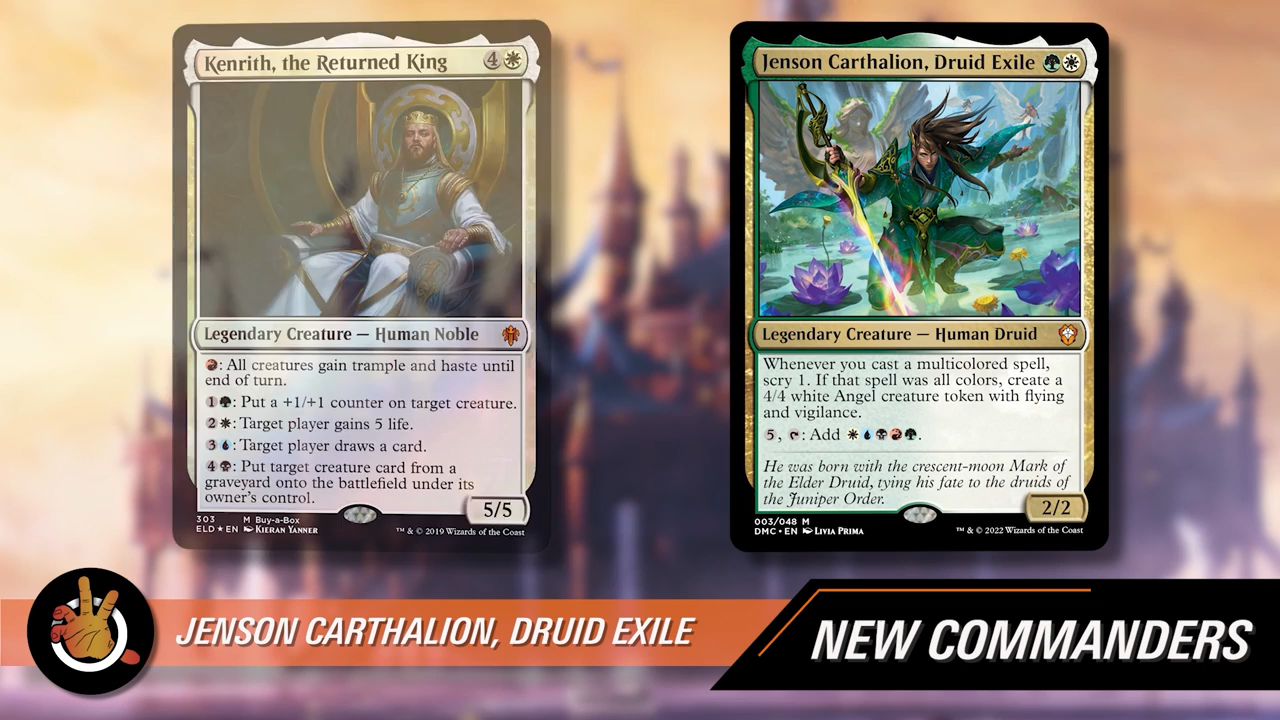 Kenrith, the Returned King 4
Legendary Creature — Human Noble
: All creatures gain trample and haste until
end of turn.
1 : Put a +1/+1 counter on target creature.
2 : Target player gains 5 life.
3 : Target player draws a card.
4 : Put target creature card from a
graveyard onto the battlefield under its
owner's control.
5/5
303 M Buy-a-Box
ELD ★ EN KIERAN YANNER
™ & © 2019 Wizards of the Coast
Jenson Carthalion, Druid Exile
Legendary Creature — Human Druid
Whenever you cast a multicolored spell,
scry 1. If that spell was all colors, create a
4/4 white Angel creature token with flying
and vigilance.
5, : Add .
He was born with the crescent-moon Mark of
the Elder Druid, tying his fate to the druids of
the Juniper Order.
2/2
003/048 M
DMC • EN LIVIA PRIMA
™ & © 2022 Wizards of the Coast
JENSON CARTHALION, DRUID EXILE
NEW COMMANDERS